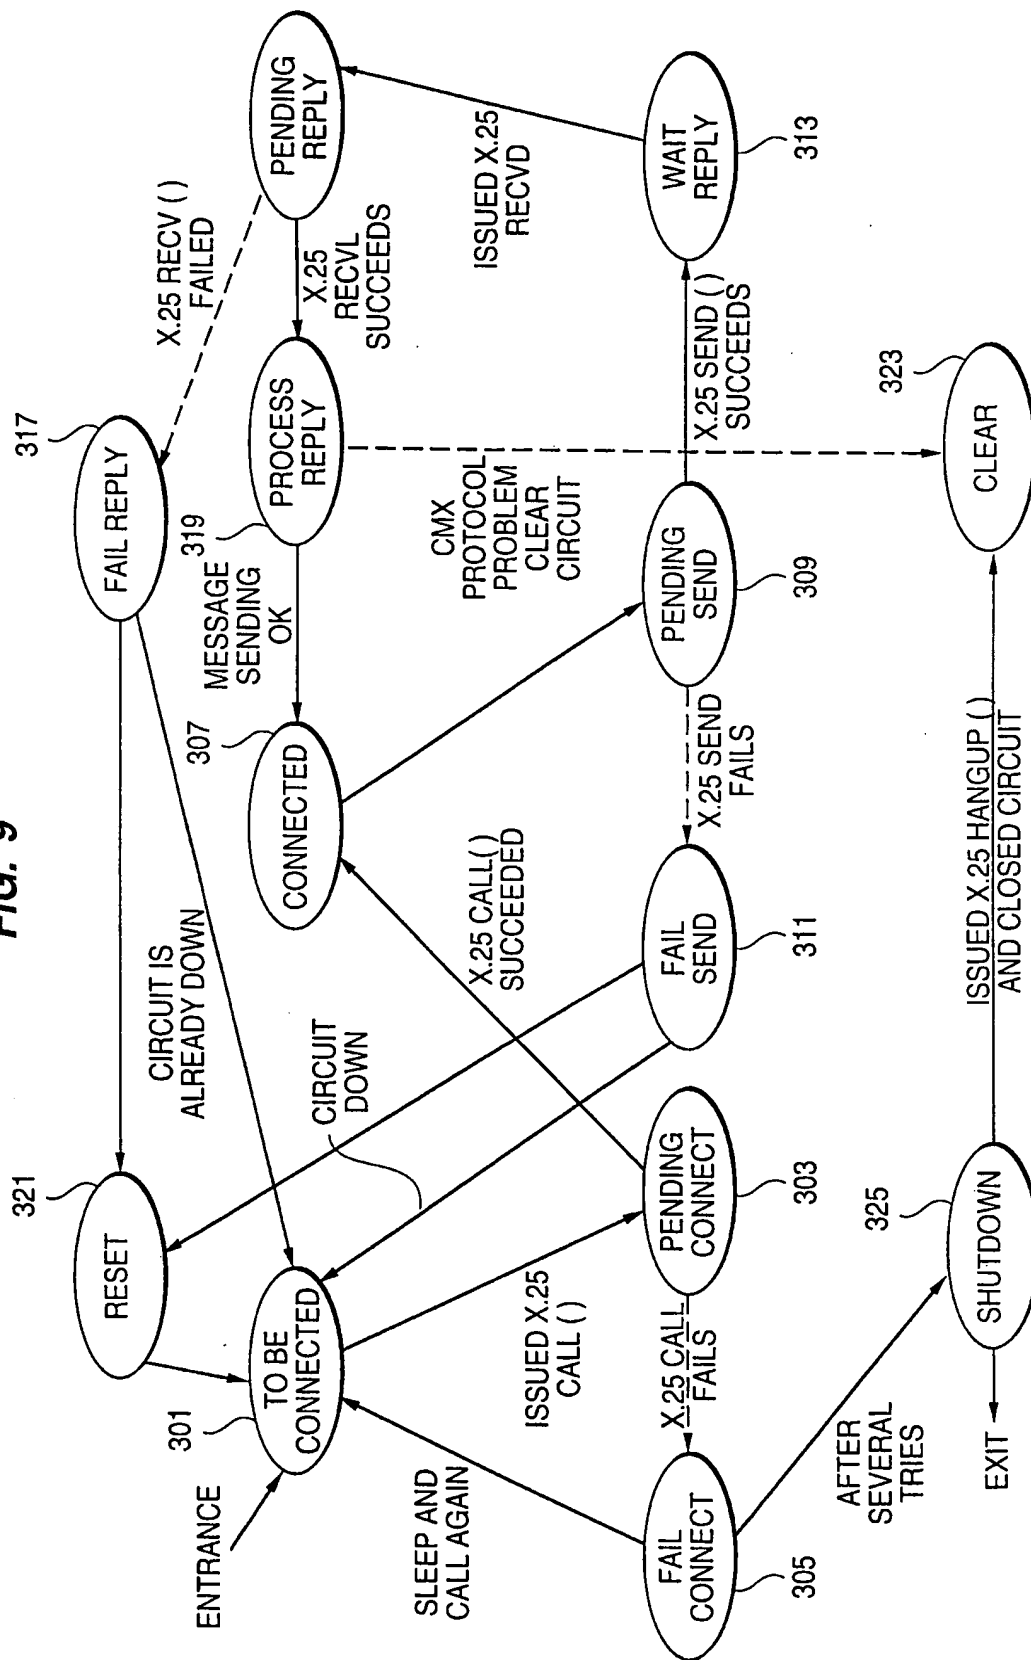 FIG. 9
321
RESET
317
FAIL REPLY
CIRCUIT IS
ALREADY DOWN
X.25 RECV ( )
FAILED
ENTRANCE
301
TO BE
CONNECTED
307
CONNECTED
MESSAGE
SENDING
OK
319
PROCESS
REPLY
X.25
RECVL
SUCCEEDS
PENDING
REPLY
CIRCUIT
DOWN
SLEEP AND
CALL AGAIN
ISSUED X.25
CALL ( )
X.25 CALL( )
SUCCEEDED
CMX
PROTOCOL
PROBLEM
CLEAR
CIRCUIT
ISSUED X.25
RECVD
FAIL
CONNECT
305
X.25 CALL
FAILS
PENDING
CONNECT
303
FAIL
SEND
311
X.25 SEND
FAILS
PENDING
SEND
309
X.25 SEND ( )
SUCCEEDS
WAIT
REPLY
313
AFTER
SEVERAL
TRIES
325
EXIT
SHUTDOWN
ISSUED X.25 HANGUP ( )
AND CLOSED CIRCUIT
323
CLEAR